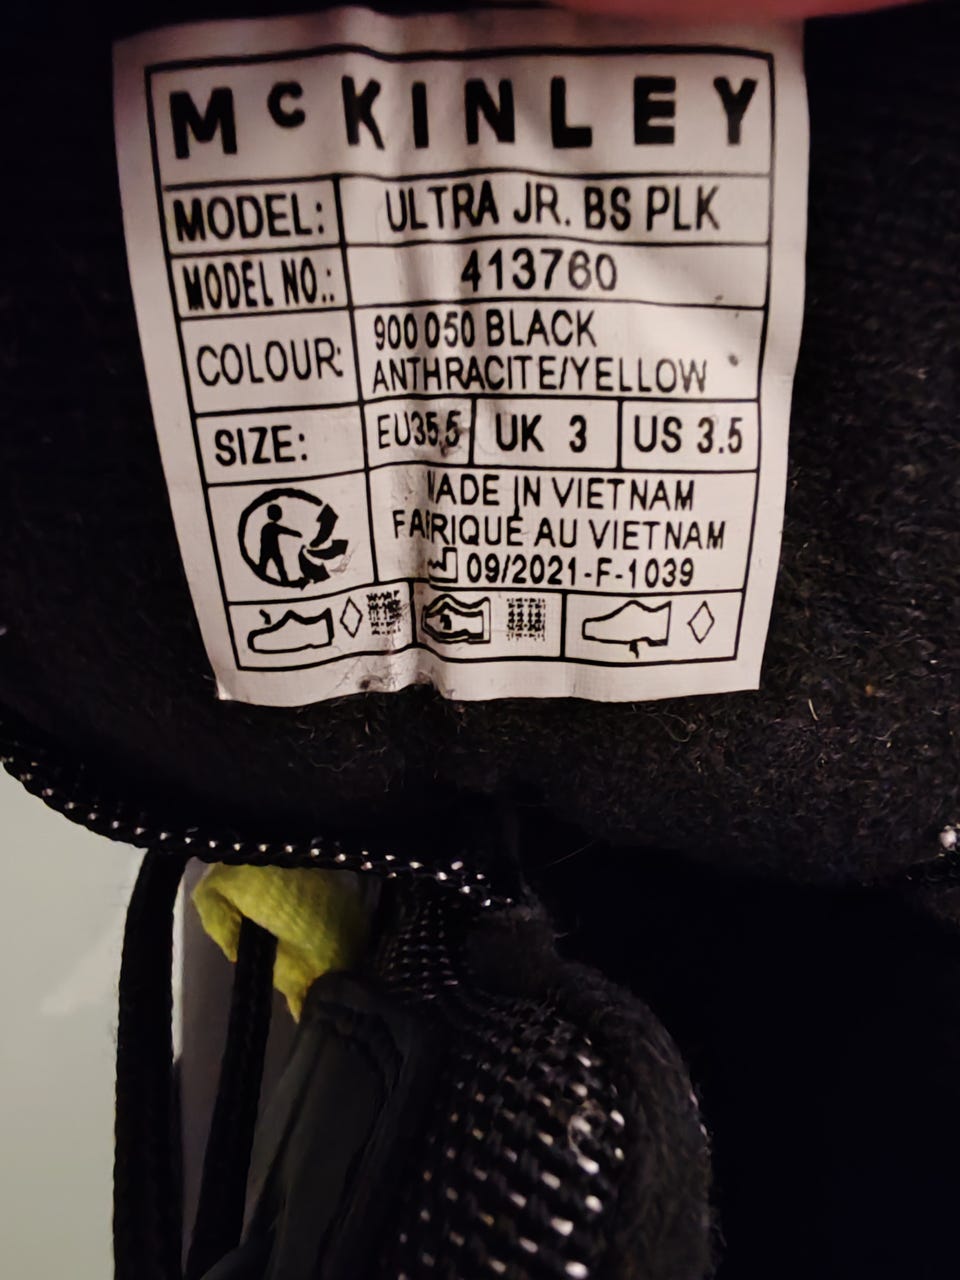 McKINLEY
MODEL: ULTRA JR. BS PLK
MODEL NO.: 413760
COLOUR: 900 050 BLACK
ANTHRACITE/YELLOW
SIZE: EU35,5 UK 3 US 3.5
MADE IN VIETNAM
FABRIQUÉ AU VIETNAM
09/2021-F-1039